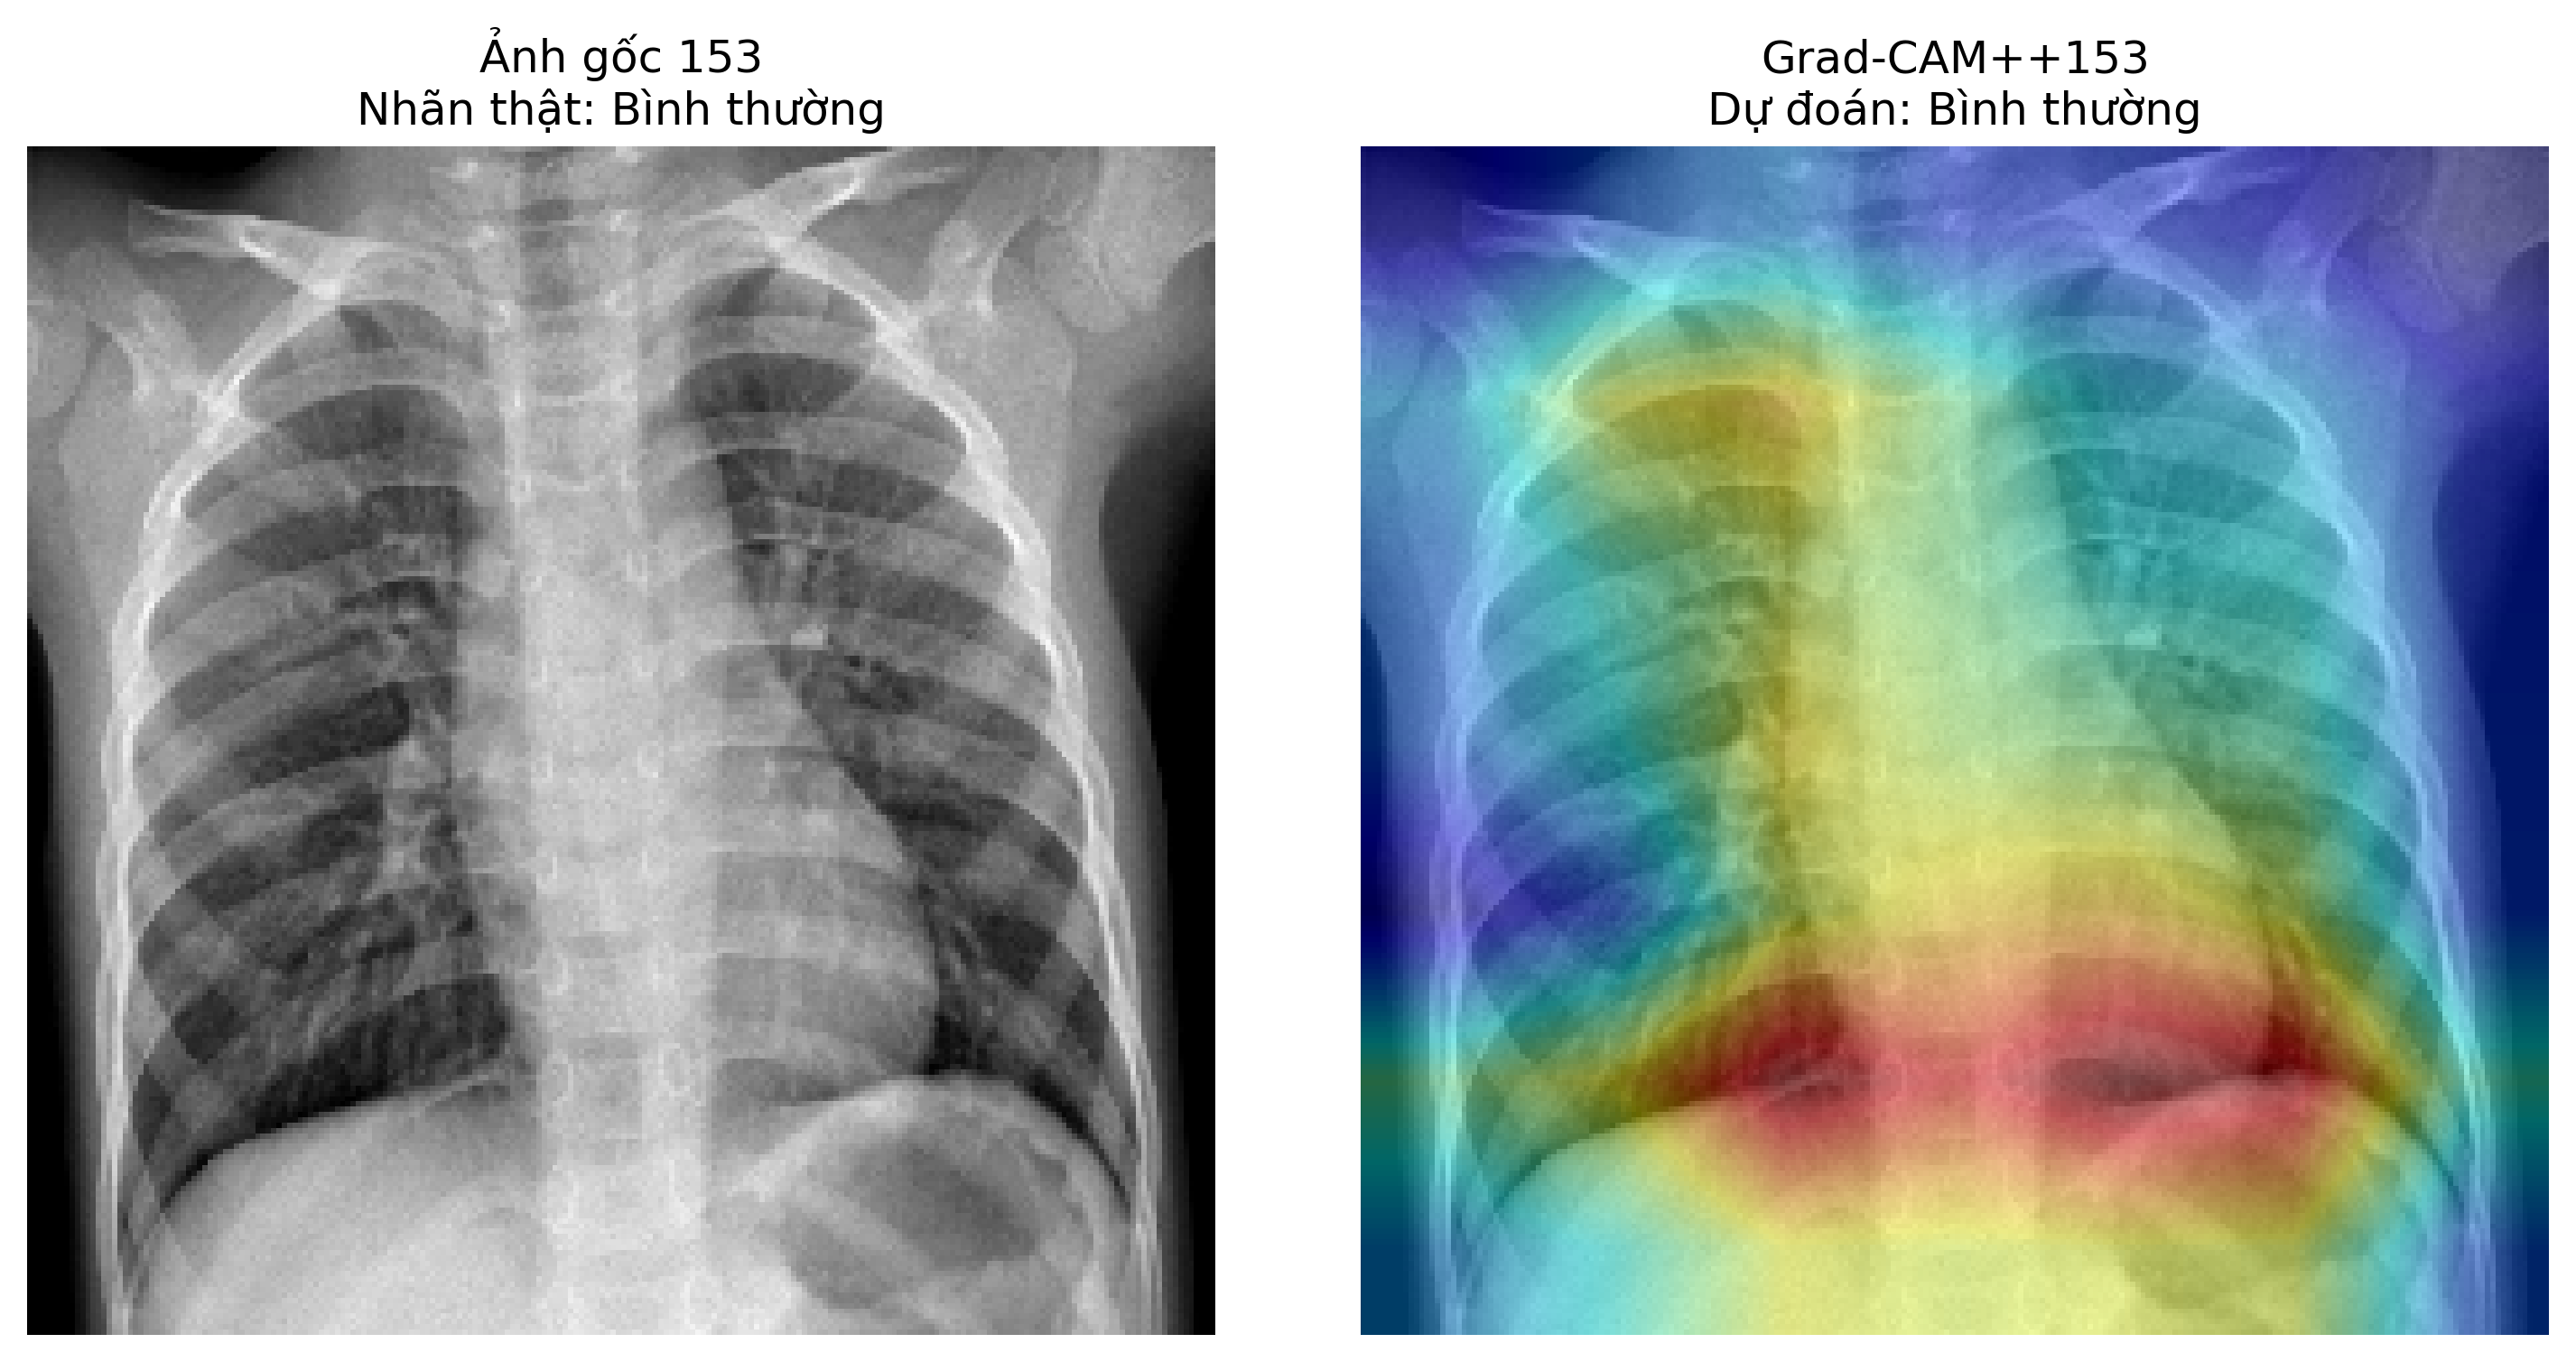 Ảnh gốc 153
Nhãn thật: Bình thường
Grad-CAM++153
Dự đoán: Bình thường